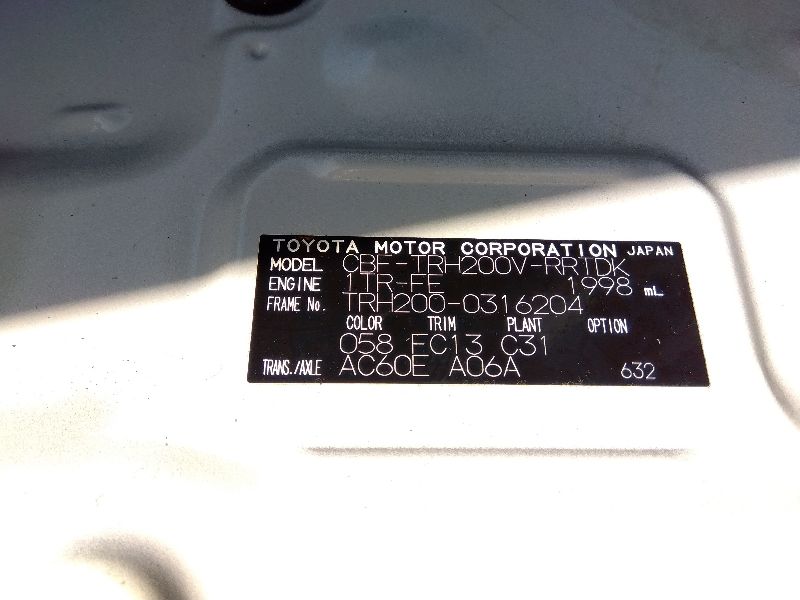 TOYOTA MOTOR CORPORATION JAPAN
MODEL CBF-TRH200V-RRTDK
ENGINE 1TR-FE 1998 mL
FRAME No. TRH200-0316204
COLOR TRIM PLANT OPTION
058 FC13 C31
TRANS./AXLE AC60E A06A 632